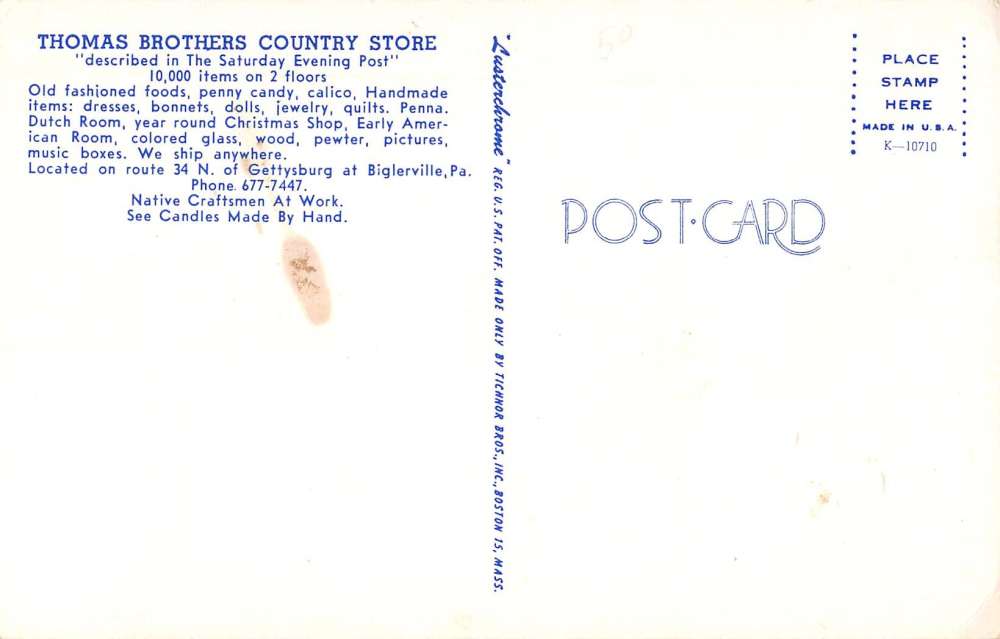 THOMAS BROTHERS COUNTRY STORE
"described in The Saturday Evening Post"
10,000 items on 2 floors
Old fashioned foods, penny candy, calico, Handmade
items: dresses, bonnets, dolls, jewelry, quilts. Penna.
Dutch Room, year round Christmas Shop, Early Amer-
ican Room, colored glass, wood, pewter, pictures,
music boxes. We ship anywhere.
Located on route 34 N. of Gettysburg at Biglerville, Pa.
Phone 677-7447.
Native Craftsmen At Work.
See Candles Made By Hand.
"Lusterchrome" REG. U. S. PAT. OFF. MADE ONLY BY TICHNOR BROS., INC., BOSTON 15, MASS.
50
PLACE
STAMP
HERE
MADE IN U.S.A.
K—10710
POST·CARD